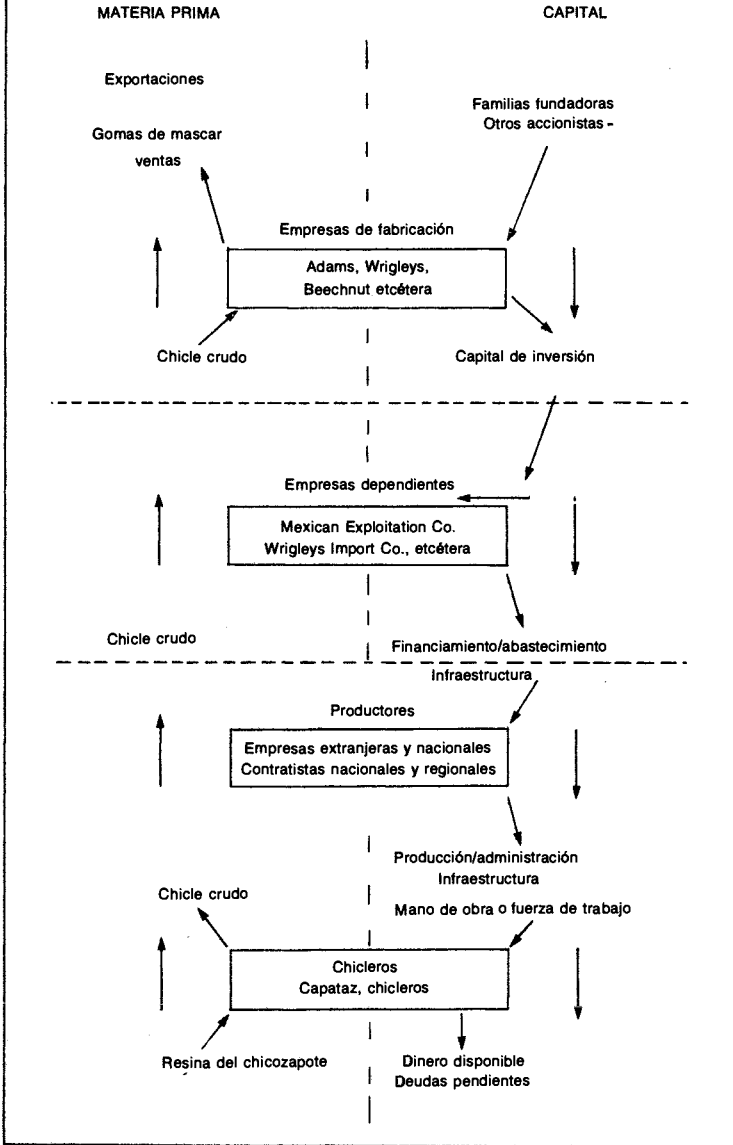 MATERIA PRIMA
CAPITAL
Exportaciones
Familias fundadoras
Otros accionistas -
Gomas de mascar
ventas
Empresas de fabricación
Adams, Wrigleys,
Beechnut etcétera
Chicle crudo
Capital de inversión
Empresas dependientes
Mexican Exploitation Co.
Wrigleys Import Co., etcétera
Chicle crudo
Financiamiento/abastecimiento
Infraestructura
Productores
Empresas extranjeras y nacionales
Contratistas nacionales y regionales
Producción/administración
Infraestructura
Chicle crudo
Mano de obra o fuerza de trabajo
Chicleros
Capataz, chicleros
Resina del chicozapote
Dinero disponible
Deudas pendientes